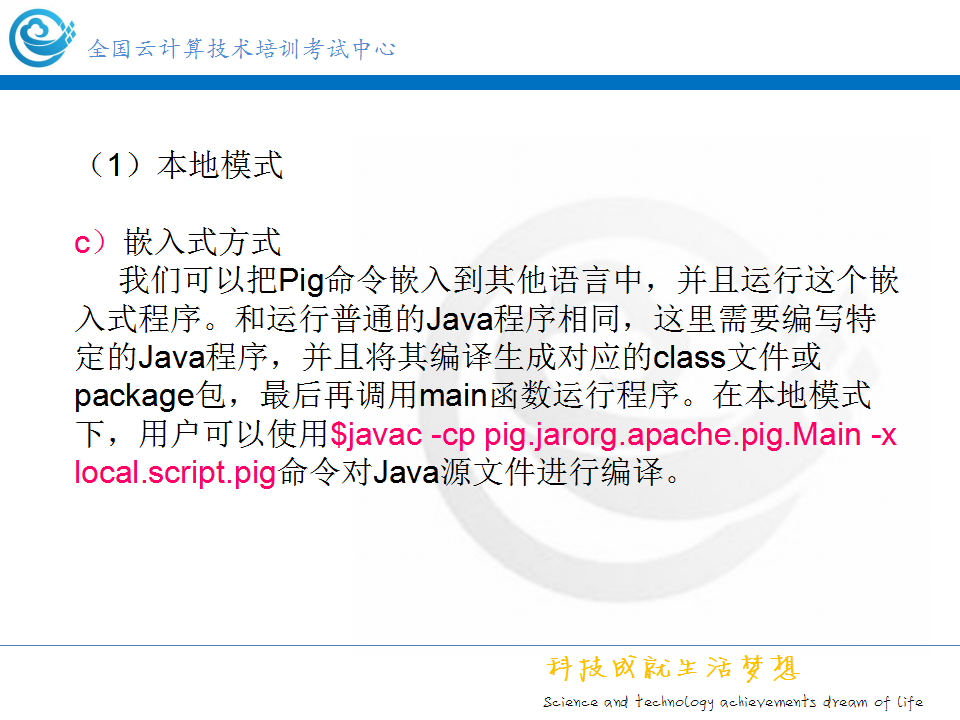 全国云计算技术培训考试中心
（1）本地模式
c）嵌入式方式
我们可以把Pig命令嵌入到其他语言中，并且运行这个嵌
入式程序。和运行普通的Java程序相同，这里需要编写特
定的Java程序，并且将其编译生成对应的class文件或
package包，最后再调用main函数运行程序。在本地模式
下，用户可以使用$javac -cp pig.jarorg.apache.pig.Main -x
local.script.pig命令对Java源文件进行编译。
科技成就生活梦想
Science and technology achievements dream of life